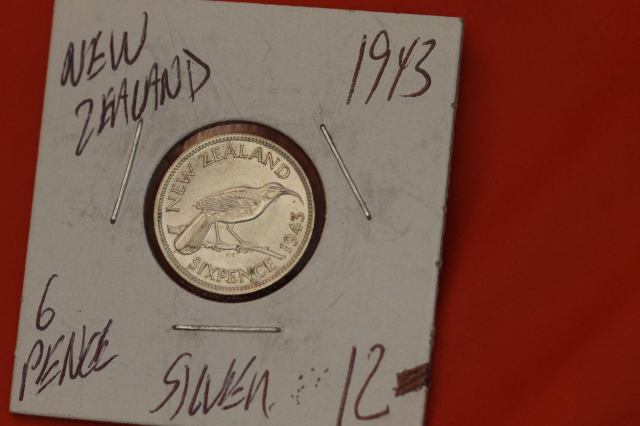 NEW
ZEALAND
1943
NEW·ZEALAND
1943
SIXPENCE
6
PENCE
SILVER
12